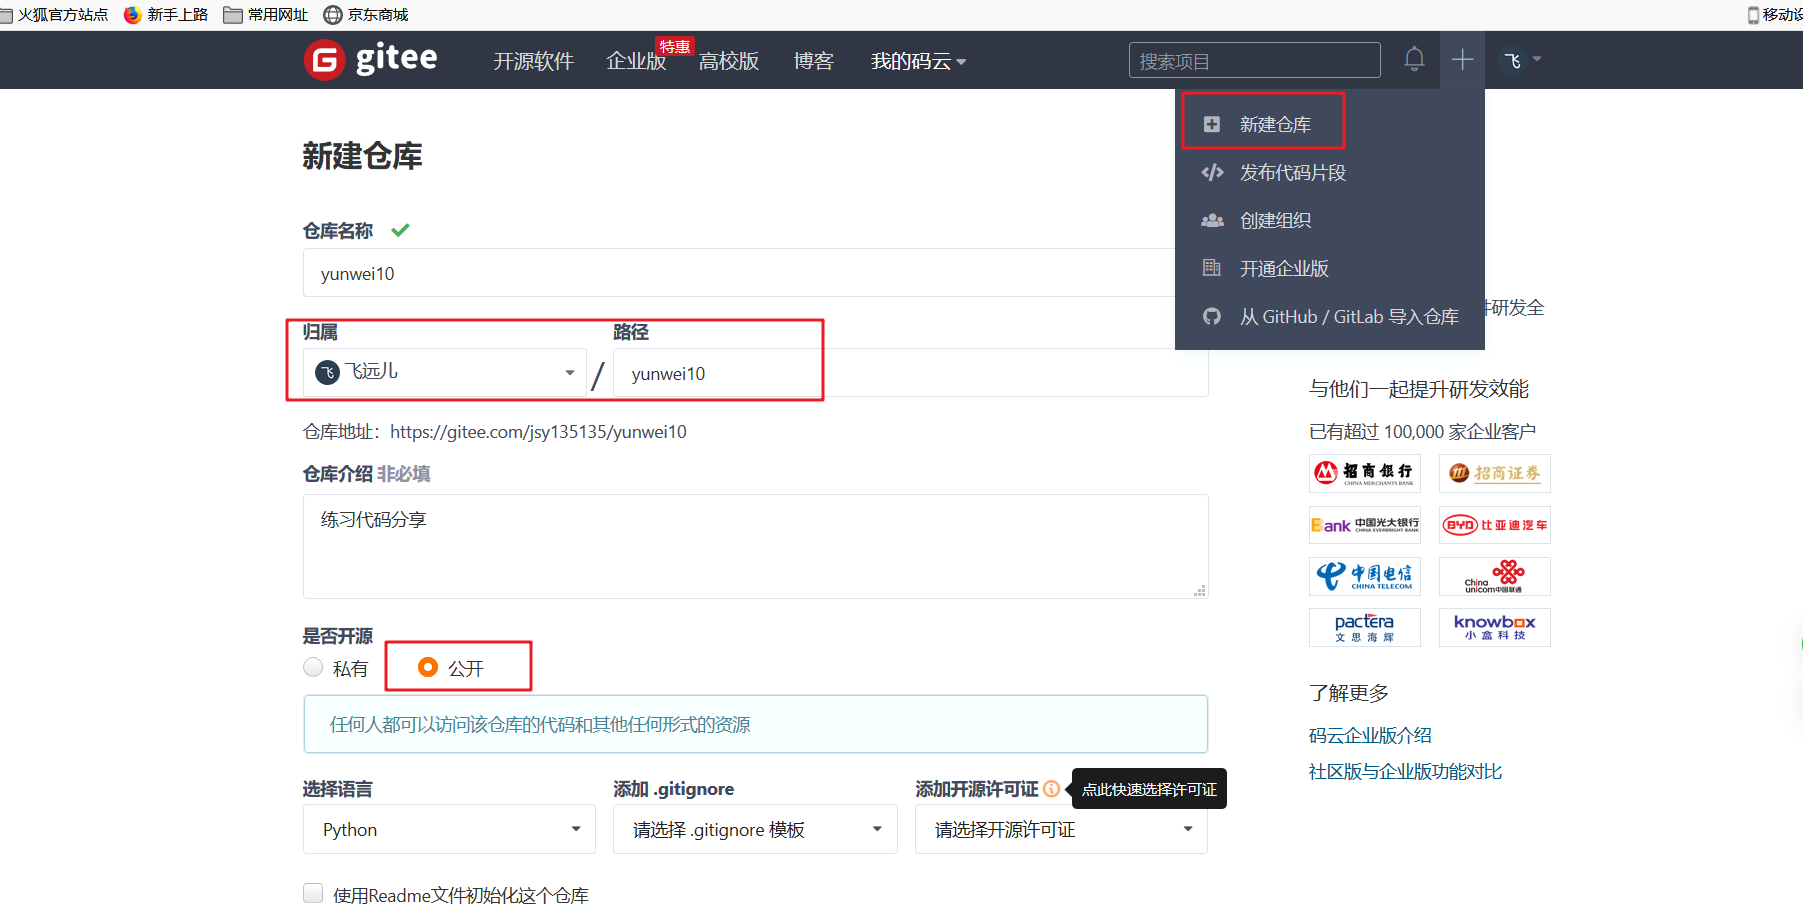 火狐官方站点 新手上路 常用网址 京东商城 移动设
gitee 开源软件 企业版 特惠 高校版 博客 我的码云 搜索项目 飞
新建仓库
发布代码片段
创建组织
开通企业版
从 GitHub / GitLab 导入仓库
新建仓库
仓库名称
yunwei10
归属 路径
飞 飞远儿 / yunwei10
仓库地址：https://gitee.com/jsy135135/yunwei10
仓库介绍 非必填
练习代码分享
是否开源
私有 公开
任何人都可以访问该仓库的代码和其他任何形式的资源
选择语言 添加 .gitignore 添加开源许可证 点此快速选择许可证
Python 请选择 .gitignore 模板 请选择开源许可证
使用Readme文件初始化这个仓库
件研发全
与他们一起提升研发效能
已有超过 100,000 家企业客户
招商银行 CHINA MERCHANTS BANK 招商证券
Bank 中国光大银行 CHINA EVERBRIGHT BANK BYD 比亚迪汽车
中国电信 CHINA TELECOM China unicom中国联通
pactera 文思海辉 knowbox 小盒科技
了解更多
码云企业版介绍
社区版与企业版功能对比